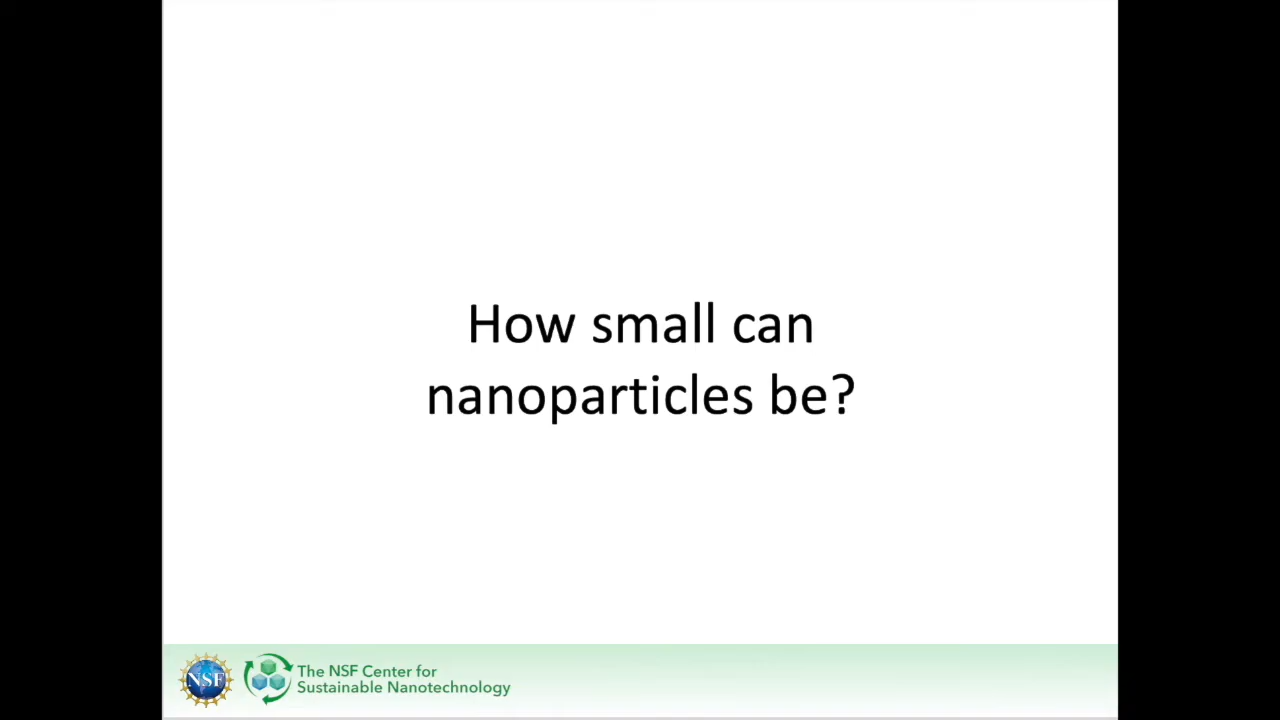 How small can
nanoparticles be?
NSF
The NSF Center for
Sustainable Nanotechnology